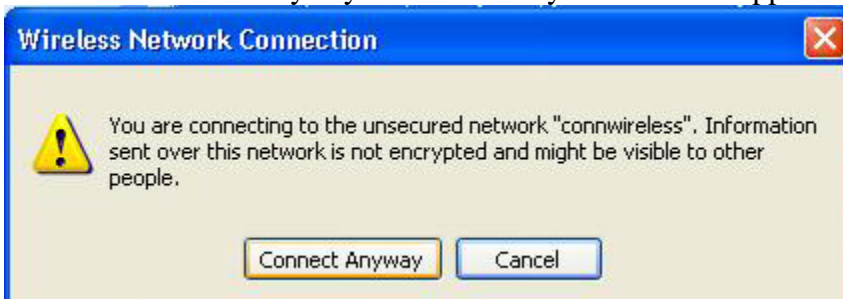 Wireless Network Connection
You are connecting to the unsecured network "connwireless". Information
sent over this network is not encrypted and might be visible to other
people.
Connect Anyway
Cancel